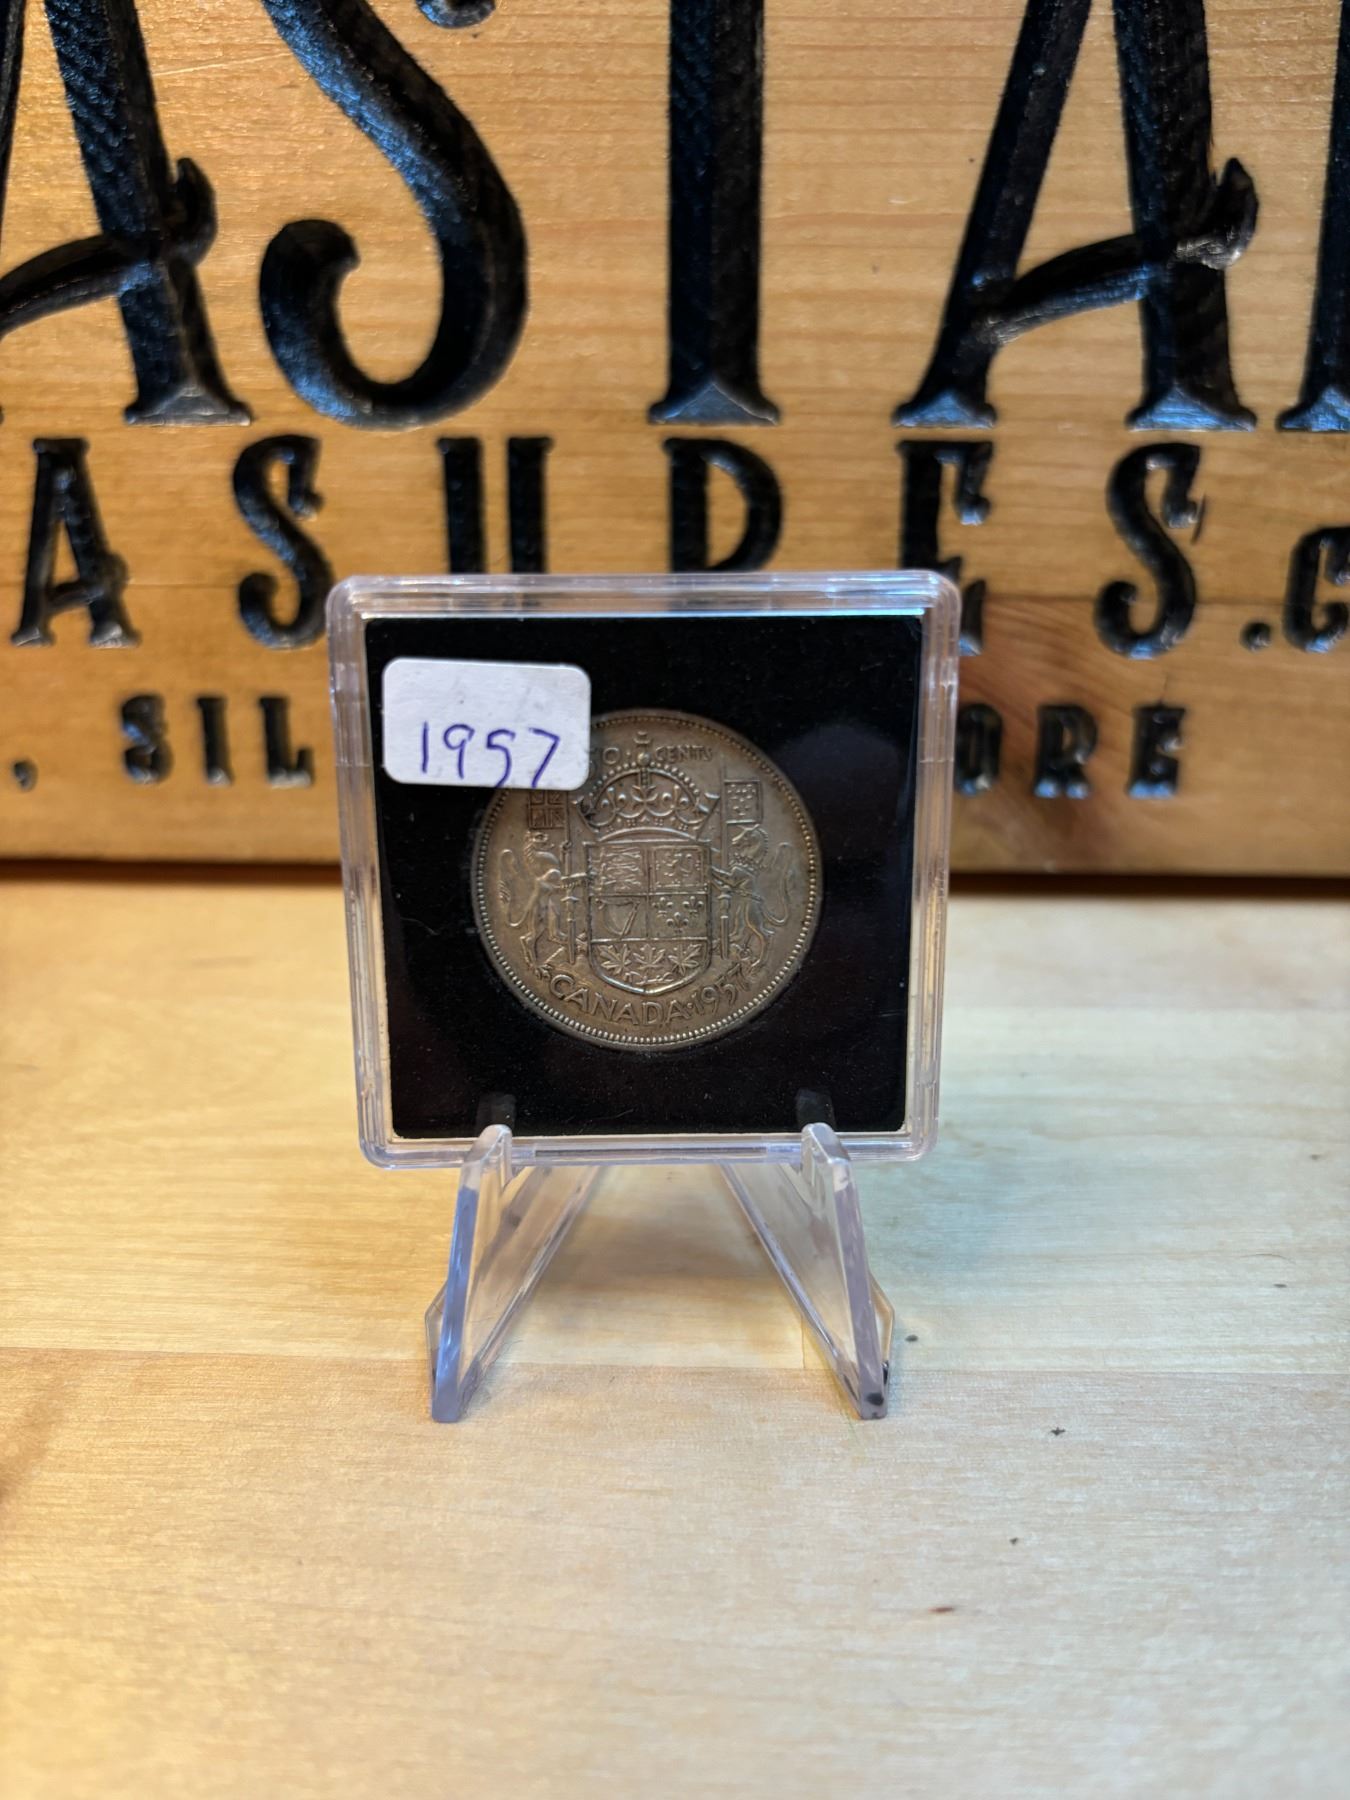 ASTA
ASURES.C
, SIL ORE
1957
50 CENTS
CANADA·1957